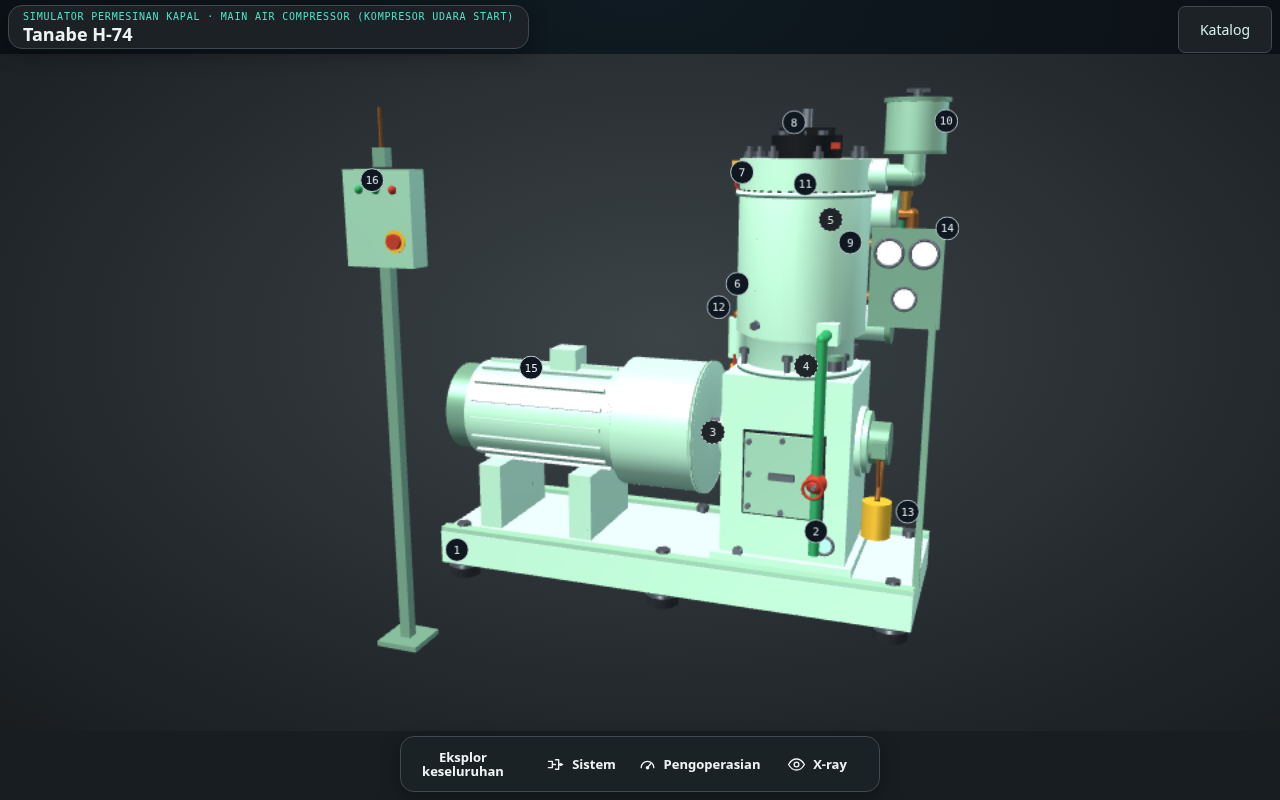 SIMULATOR PERMESINAN KAPAL · MAIN AIR COMPRESSOR (KOMPRESOR UDARA START)
Tanabe H-74
Katalog
8
10
16
7
11
5
14
9
6
12
15
4
3
13
2
1
Eksplor
keseluruhan
Sistem
Pengoperasian
X-ray